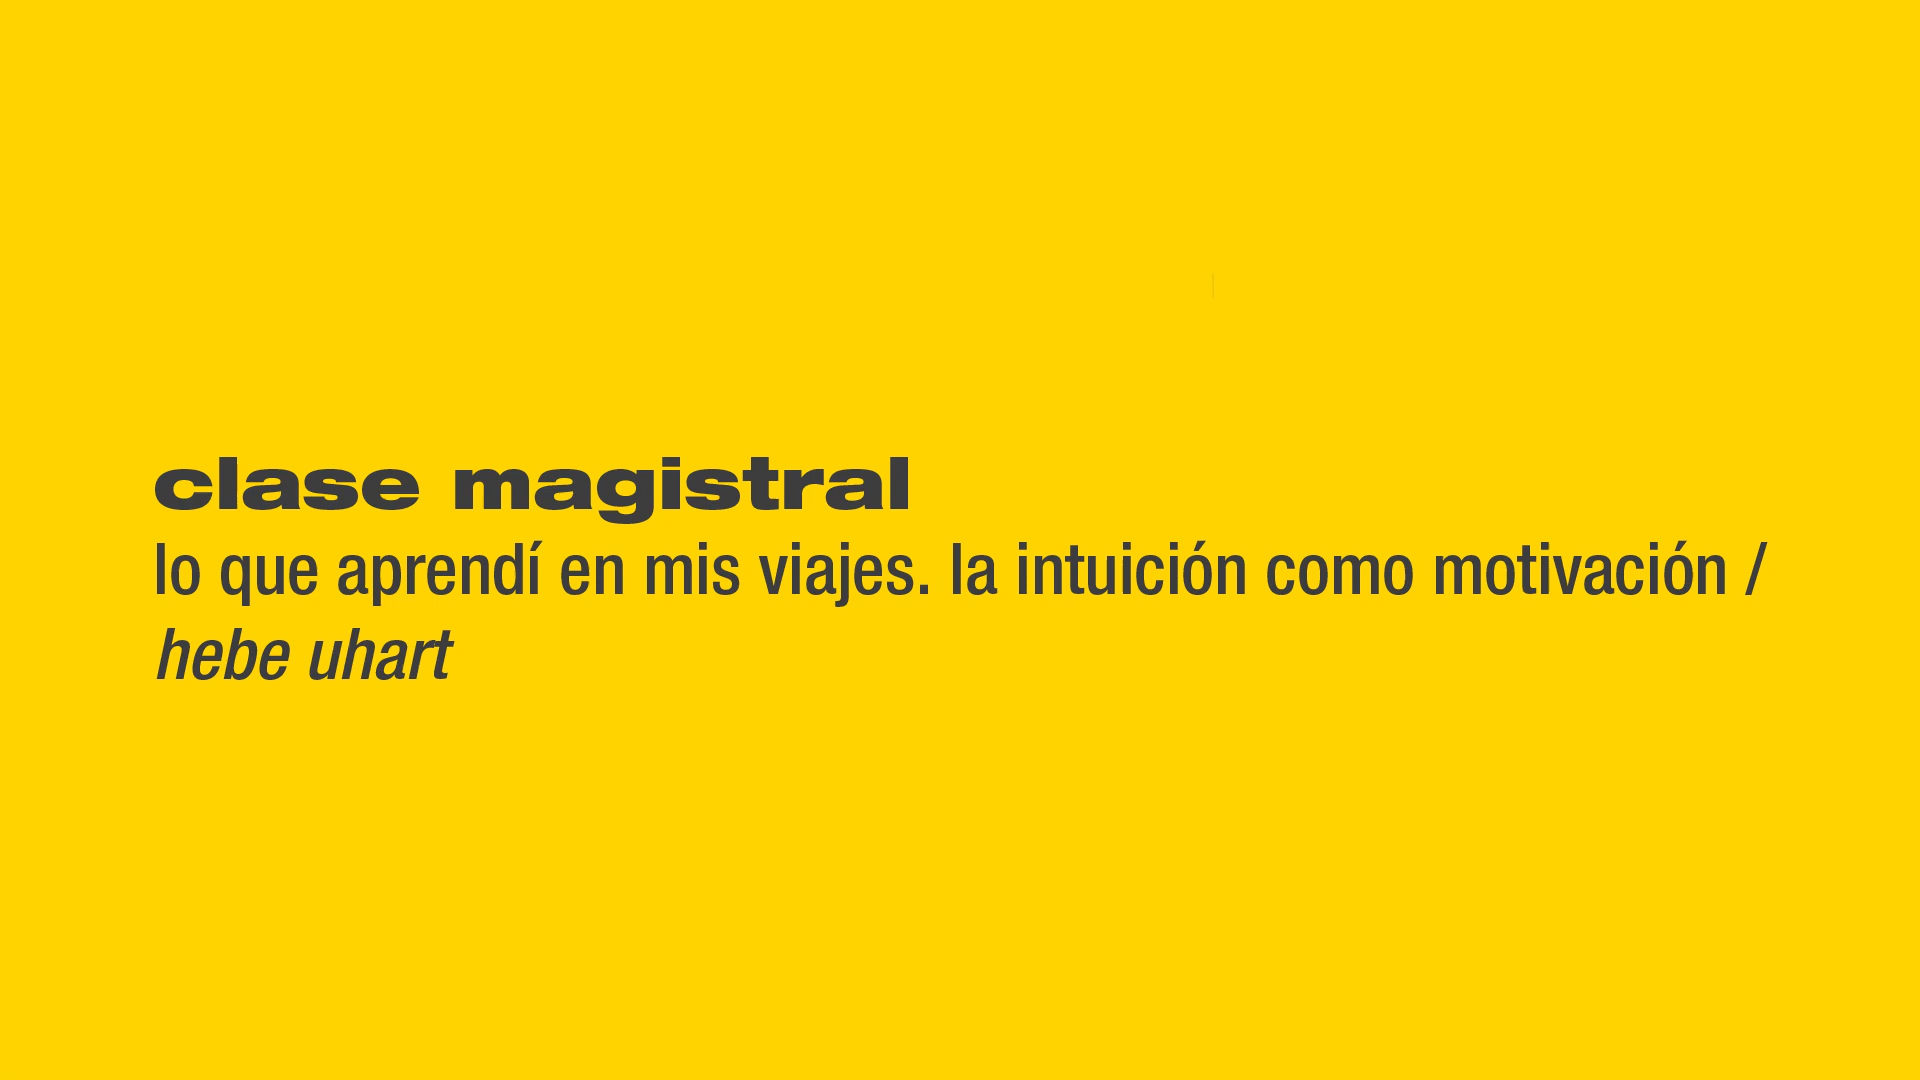 clase magistral
lo que aprendí en mis viajes. la intuición como motivación /
hebe uhart